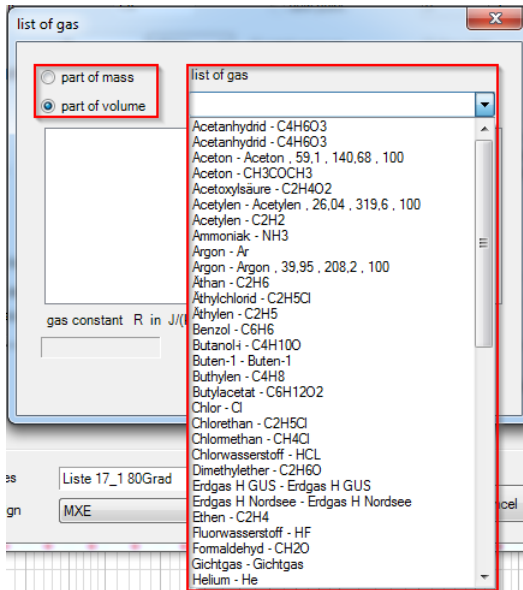 list of gas
part of mass
part of volume
list of gas
Acetanhydrid - C4H6O3
Acetanhydrid - C4H6O3
Aceton - Aceton , 59,1 , 140,68 , 100
Aceton - CH3COCH3
Acetoxylsäure - C2H4O2
Acetylen - Acetylen , 26,04 , 319,6 , 100
Acetylen - C2H2
Ammoniak - NH3
Argon - Ar
Argon - Argon , 39,95 , 208,2 , 100
Äthan - C2H6
Äthylchlorid - C2H5Cl
Äthylen - C2H5
Benzol - C6H6
Butanol-i - C4H10O
Buten-1 - Buten-1
Buthylen - C4H8
Butylacetat - C6H12O2
Chlor - Cl
Chlorethan - C2H5Cl
Chlormethan - CH4Cl
Chlorwasserstoff - HCL
Dimethylether - C2H6O
Erdgas H GUS - Erdgas H GUS
Erdgas H Nordsee - Erdgas H Nordsee
Ethen - C2H4
Fluorwasserstoff - HF
Formaldehyd - CH2O
Gichtgas - Gichtgas
Helium - He
gas constant R in J/(
es
Liste 17_1 80Grad
gn
MXE
ncel